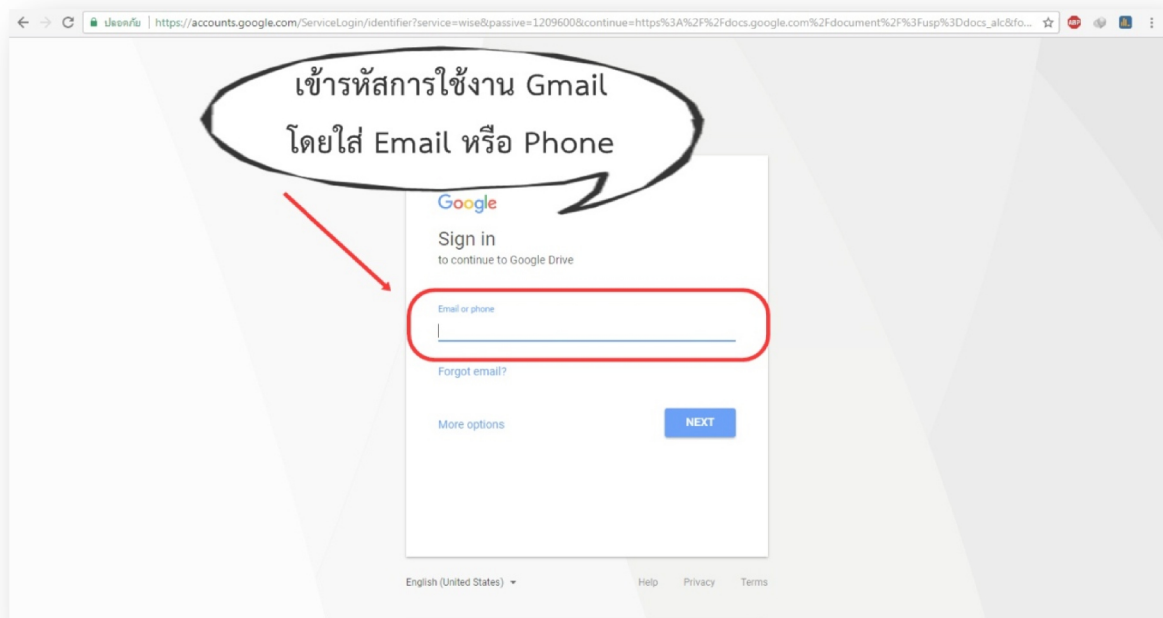 ปลอดภัย | https://accounts.google.com/ServiceLogin/identifier?service=wise&passive=1209600&continue=https%3A%2F%2Fdocs.google.com%2Fdocument%2F%3Fusp%3Ddocs_alc&fo...
ABP
เข้ารหัสการใช้งาน Gmail
โดยใส่ Email หรือ Phone
Google
Sign in
to continue to Google Drive
Email or phone
Forgot email?
More options
NEXT
English (United States)
Help Privacy Terms